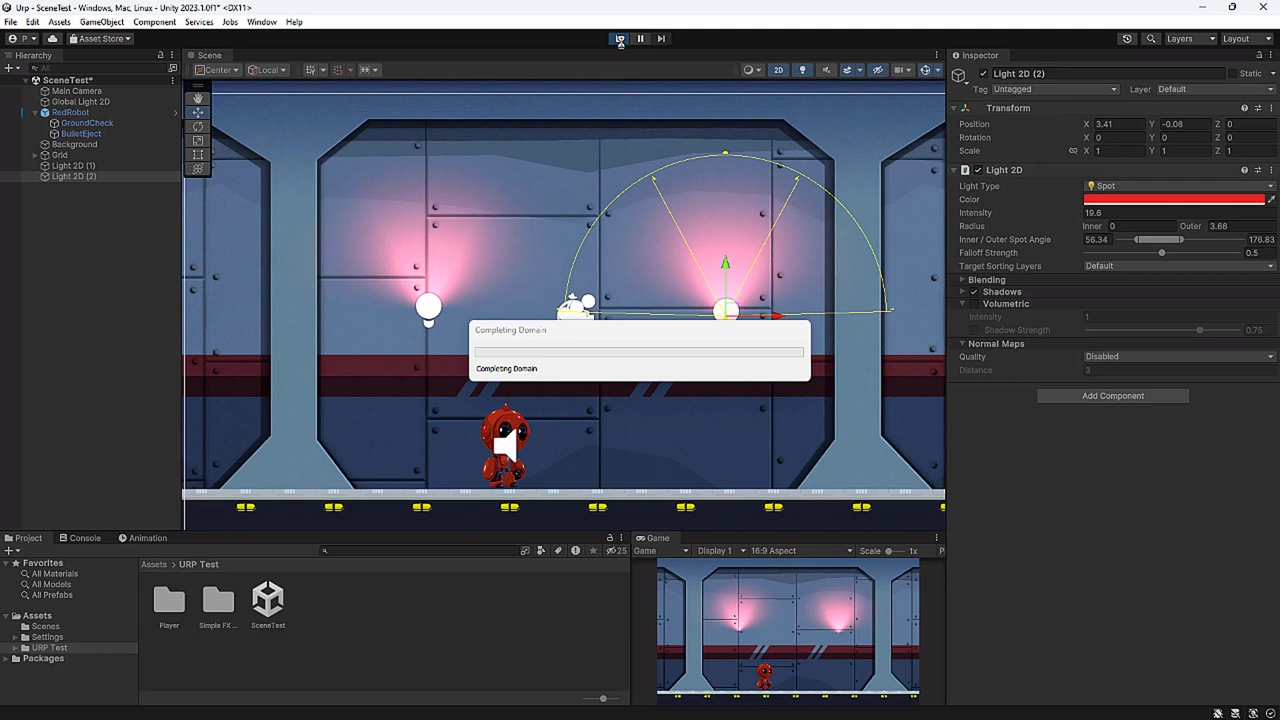 Urp - SceneTest - Windows, Mac, Linux - Unity 2023.1.0f1* <DX11>
File Edit Assets GameObject Component Services Jobs Window Help
P Asset Store Layers Layout
Hierarchy
All
SceneTest*
Main Camera
Global Light 2D
RedRobot
GroundCheck
BulletEject
Background
Grid
Light 2D (1)
Light 2D (2)
Scene
Center Local 2D
Completing Domain
Completing Domain
Inspector
Light 2D (2) Static
Tag Untagged Layer Default
Transform
Position X 3.41 Y -0.06 Z 0
Rotation X 0 Y 0 Z 0
Scale X 1 Y 1 Z 1
Light 2D
Light Type Spot
Color
Intensity 19.6
Radius Inner 0 Outer 3.66
Inner / Outer Spot Angle 56.34 176.83
Falloff Strength 0.5
Target Sorting Layers Default
Blending
Shadows
Volumetric
Intensity 1
Shadow Strength 0.75
Normal Maps
Quality Disabled
Distance 3
Add Component
Project Console Animation
25
Favorites
All Materials
All Models
All Prefabs
Assets
Scenes
Settings
URP Test
Packages
Assets > URP Test
Player Simple FX ... SceneTest
Game
Game Display 1 16:9 Aspect Scale 1x P